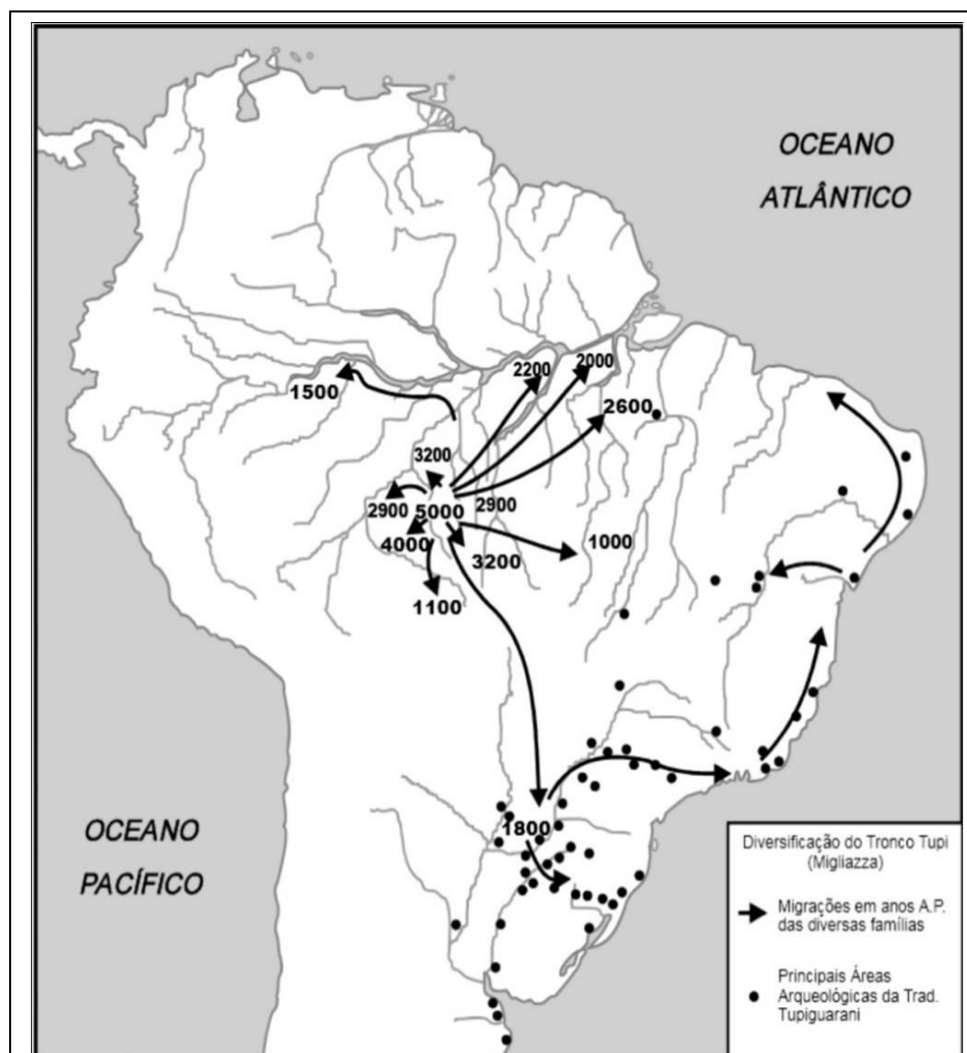 OCEANO
ATLÂNTICO
2200
2000
1500
2600
3200
2900
5000
2900
4000
3200
1000
1100
1800
OCEANO
PACÍFICO
Diversificação do Tronco Tupi
(Migliazza)
Migrações em anos A.P.
das diversas famílias
Principais Áreas
Arqueológicas da Trad.
Tupiguarani